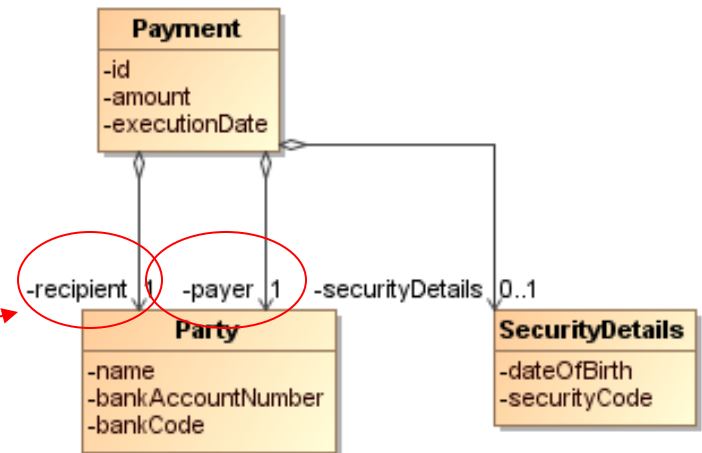 Payment
-id
-amount
-executionDate
-recipient 1 -payer 1 -securityDetails 0..1
Party
-name
-bankAccountNumber
-bankCode
SecurityDetails
-dateOfBirth
-securityCode